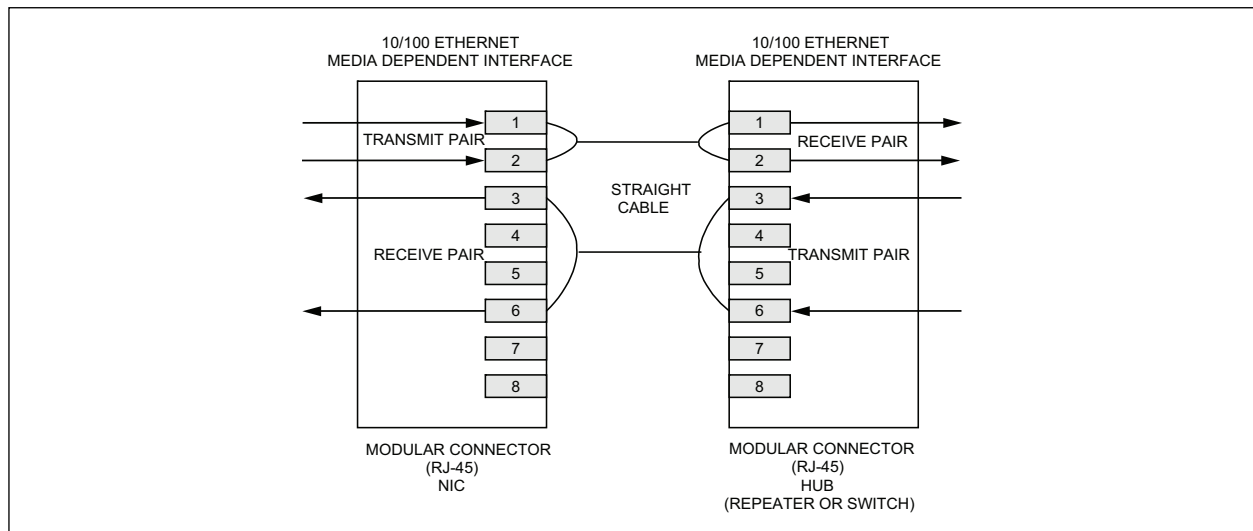 10/100 ETHERNET
MEDIA DEPENDENT INTERFACE
10/100 ETHERNET
MEDIA DEPENDENT INTERFACE
1
2
3
4
5
6
7
8
TRANSMIT PAIR
RECEIVE PAIR
STRAIGHT
CABLE
1
2
3
4
5
6
7
8
RECEIVE PAIR
TRANSMIT PAIR
MODULAR CONNECTOR
(RJ-45)
NIC
MODULAR CONNECTOR
(RJ-45)
HUB
(REPEATER OR SWITCH)